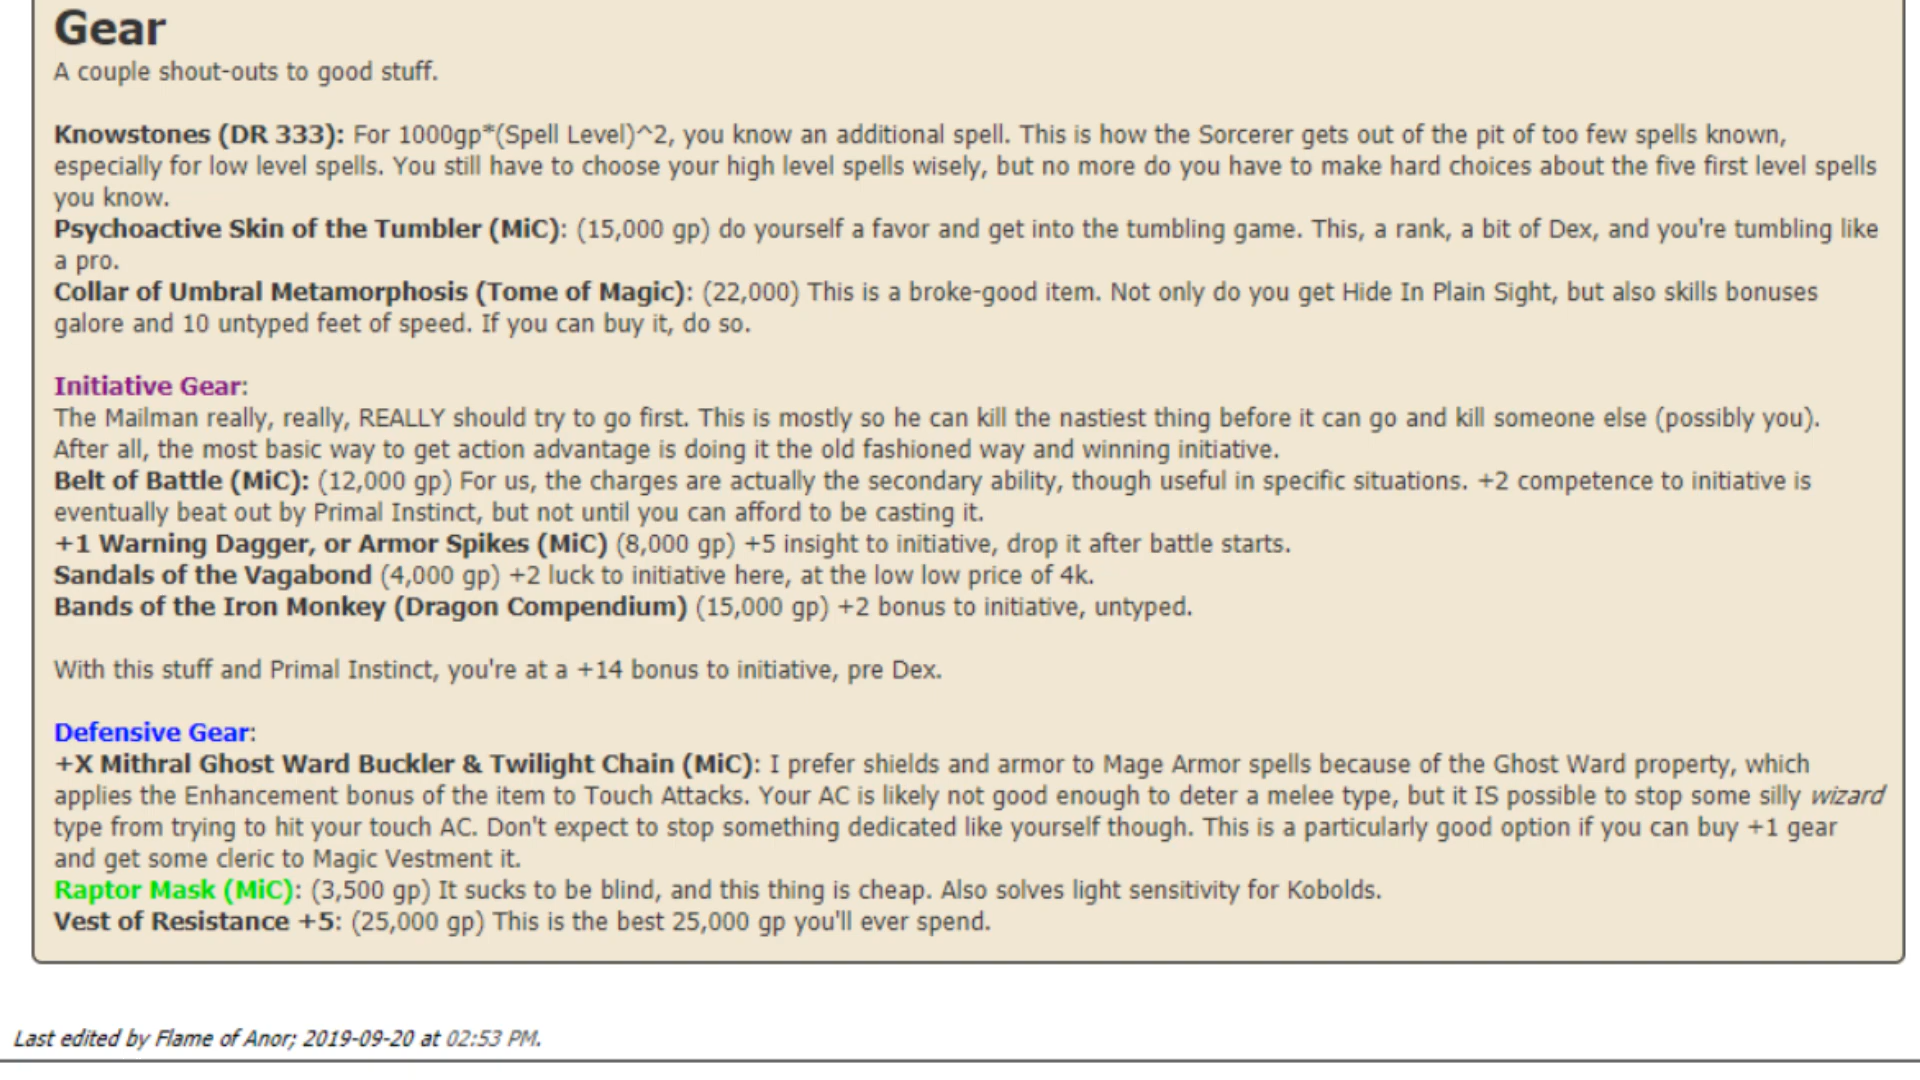 Gear
A couple shout-outs to good stuff.
Knowstones (DR 333): For 1000gp*(Spell Level)^2, you know an additional spell. This is how the Sorcerer gets out of the pit of too few spells known,
especially for low level spells. You still have to choose your high level spells wisely, but no more do you have to make hard choices about the five first level spells
you know.
Psychoactive Skin of the Tumbler (MiC): (15,000 gp) do yourself a favor and get into the tumbling game. This, a rank, a bit of Dex, and you're tumbling like
a pro.
Collar of Umbral Metamorphosis (Tome of Magic): (22,000) This is a broke-good item. Not only do you get Hide In Plain Sight, but also skills bonuses
galore and 10 untyped feet of speed. If you can buy it, do so.
Initiative Gear:
The Mailman really, really, REALLY should try to go first. This is mostly so he can kill the nastiest thing before it can go and kill someone else (possibly you).
After all, the most basic way to get action advantage is doing it the old fashioned way and winning initiative.
Belt of Battle (MiC): (12,000 gp) For us, the charges are actually the secondary ability, though useful in specific situations. +2 competence to initiative is
eventually beat out by Primal Instinct, but not until you can afford to be casting it.
+1 Warning Dagger, or Armor Spikes (MiC) (8,000 gp) +5 insight to initiative, drop it after battle starts.
Sandals of the Vagabond (4,000 gp) +2 luck to initiative here, at the low low price of 4k.
Bands of the Iron Monkey (Dragon Compendium) (15,000 gp) +2 bonus to initiative, untyped.
With this stuff and Primal Instinct, you're at a +14 bonus to initiative, pre Dex.
Defensive Gear:
+X Mithral Ghost Ward Buckler & Twilight Chain (MiC): I prefer shields and armor to Mage Armor spells because of the Ghost Ward property, which
applies the Enhancement bonus of the item to Touch Attacks. Your AC is likely not good enough to deter a melee type, but it IS possible to stop some silly wizard
type from trying to hit your touch AC. Don't expect to stop something dedicated like yourself though. This is a particularly good option if you can buy +1 gear
and get some cleric to Magic Vestment it.
Raptor Mask (MiC): (3,500 gp) It sucks to be blind, and this thing is cheap. Also solves light sensitivity for Kobolds.
Vest of Resistance +5: (25,000 gp) This is the best 25,000 gp you'll ever spend.
Last edited by Flame of Anor; 2019-09-20 at 02:53 PM.